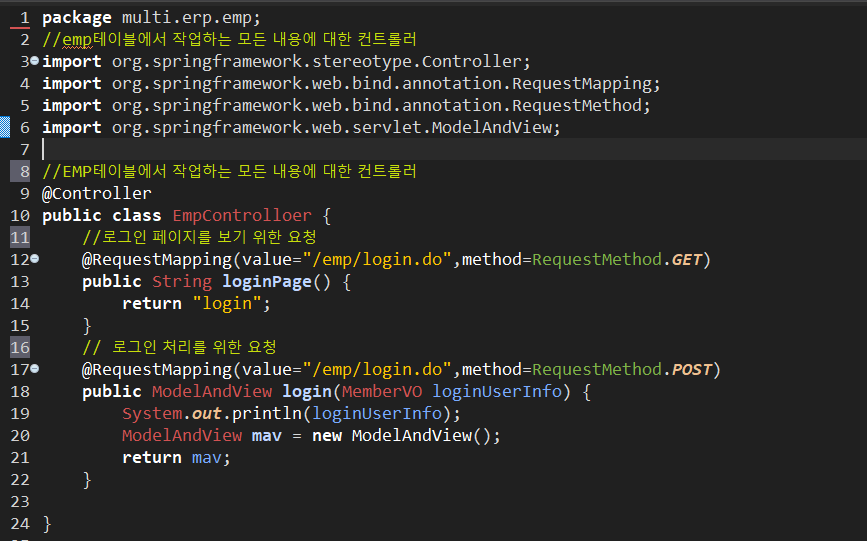 1 package multi.erp.emp;
2 //emp테이블에서 작업하는 모든 내용에 대한 컨트롤러
3 import org.springframework.stereotype.Controller;
4 import org.springframework.web.bind.annotation.RequestMapping;
5 import org.springframework.web.bind.annotation.RequestMethod;
6 import org.springframework.web.servlet.ModelAndView;
7
8 //EMP테이블에서 작업하는 모든 내용에 대한 컨트롤러
9 @Controller
10 public class EmpControlloer {
11     //로그인 페이지를 보기 위한 요청
12     @RequestMapping(value="/emp/login.do",method=RequestMethod.GET)
13     public String loginPage() {
14         return "login";
15     }
16     // 로그인 처리를 위한 요청
17     @RequestMapping(value="/emp/login.do",method=RequestMethod.POST)
18     public ModelAndView login(MemberVO loginUserInfo) {
19         System.out.println(loginUserInfo);
20         ModelAndView mav = new ModelAndView();
21         return mav;
22     }
23
24 }